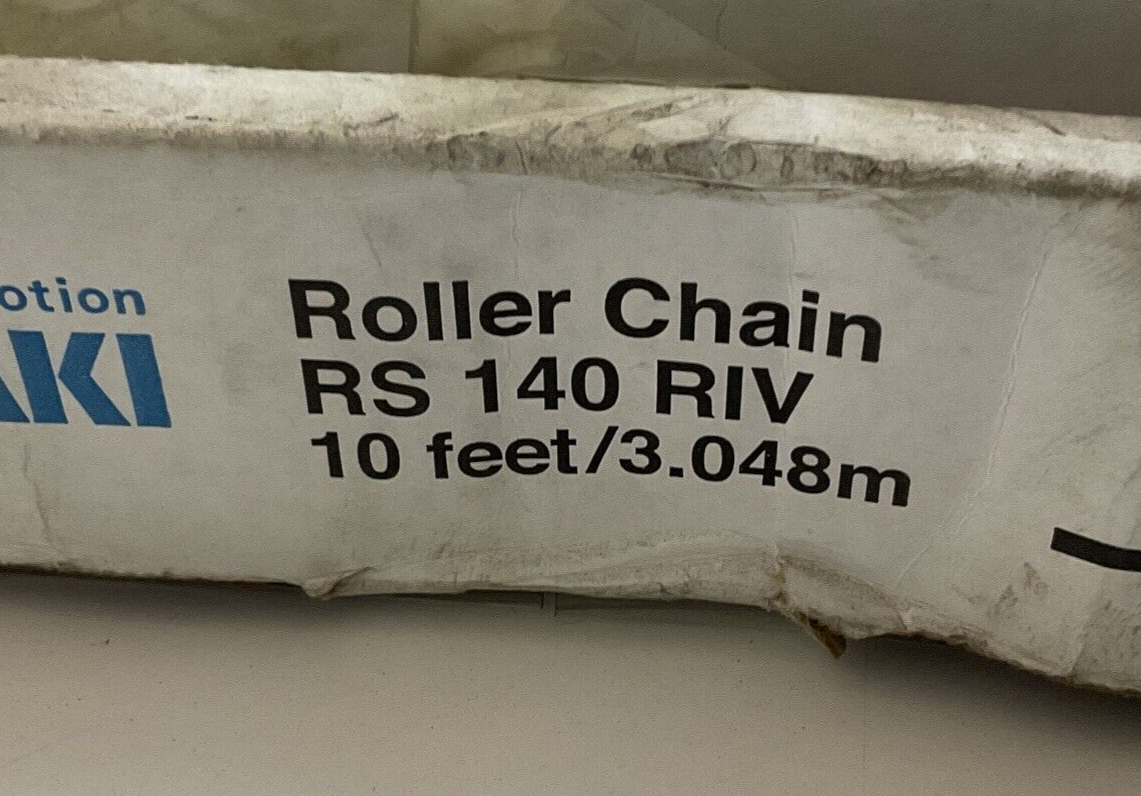 otion
AKI
Roller Chain
RS 140 RIV
10 feet/3.048m